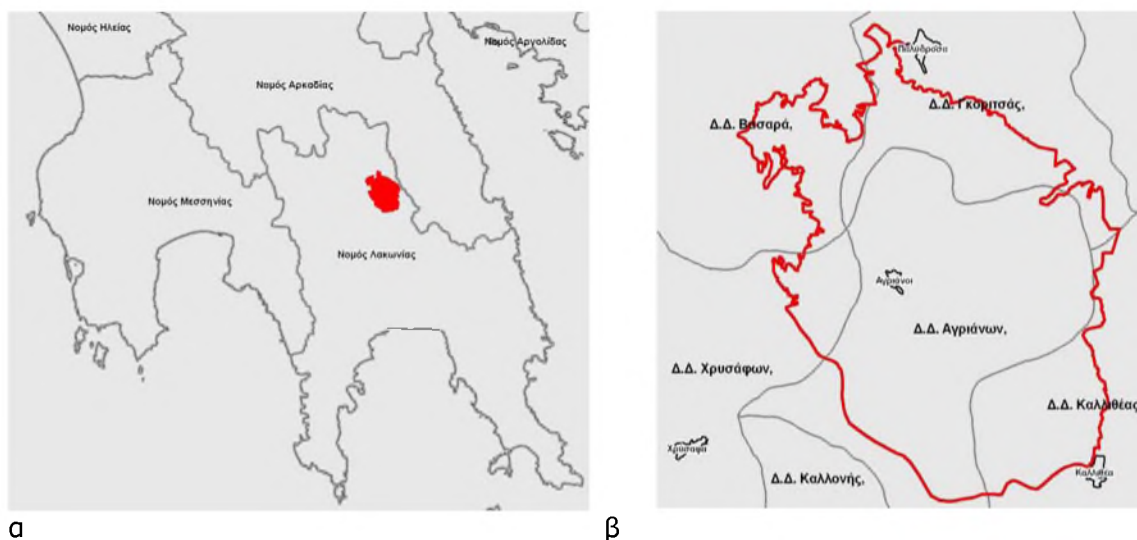 Νομός Ηλείας
Νομός Αργολίδας
Νομός Αρκαδίας
Νομός Μεσσηνίας
Νομός Λακωνίας
α
Πολύδροσο
Δ.Δ. Γκοριτσάς,
Δ.Δ. Βασαρά,
Αγριάνοι
Δ.Δ. Αγριάνων,
Δ.Δ. Χρυσάφων,
Δ.Δ. Καλλιθέας
Χρύσαφα
Δ.Δ. Καλλονής,
Καλλιθέα
β